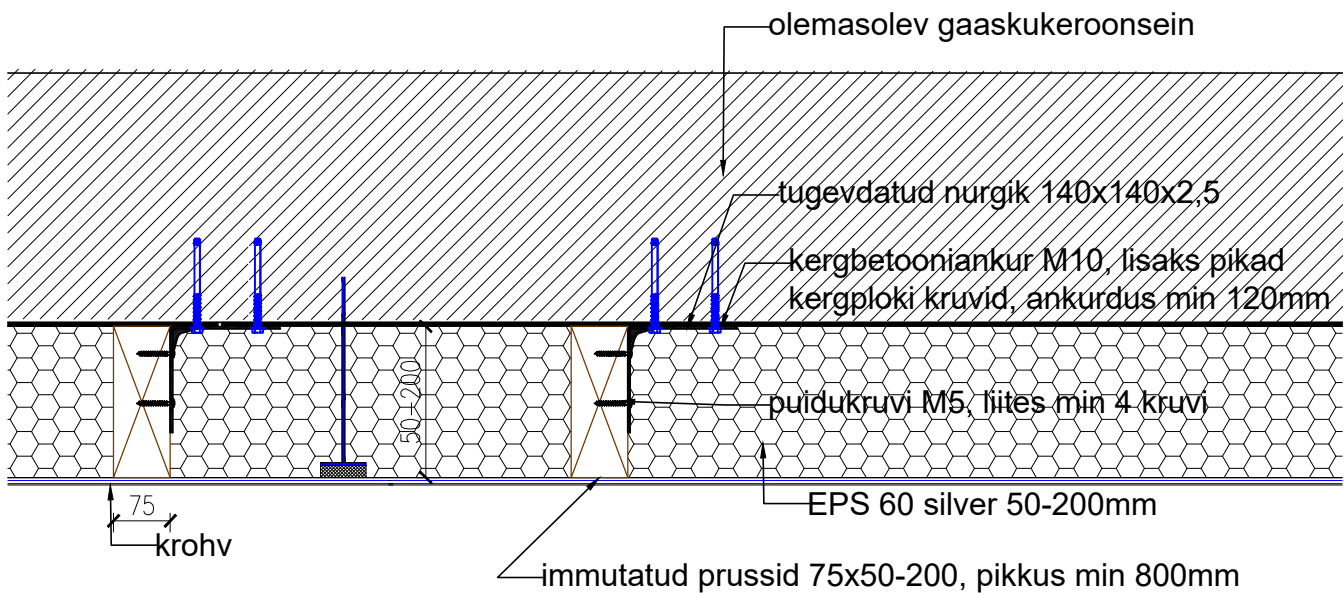 olemasolev gaaskukeroonsein
tugevdatud nurgik 140x140x2,5
kergbetooniankur M10, lisaks pikad
kergploki kruvid, ankurdus min 120mm
50-200
puidukruvi M5, liites min 4 kruvi
EPS 60 silver 50-200mm
75
krohv
immutatud prussid 75x50-200, pikkus min 800mm